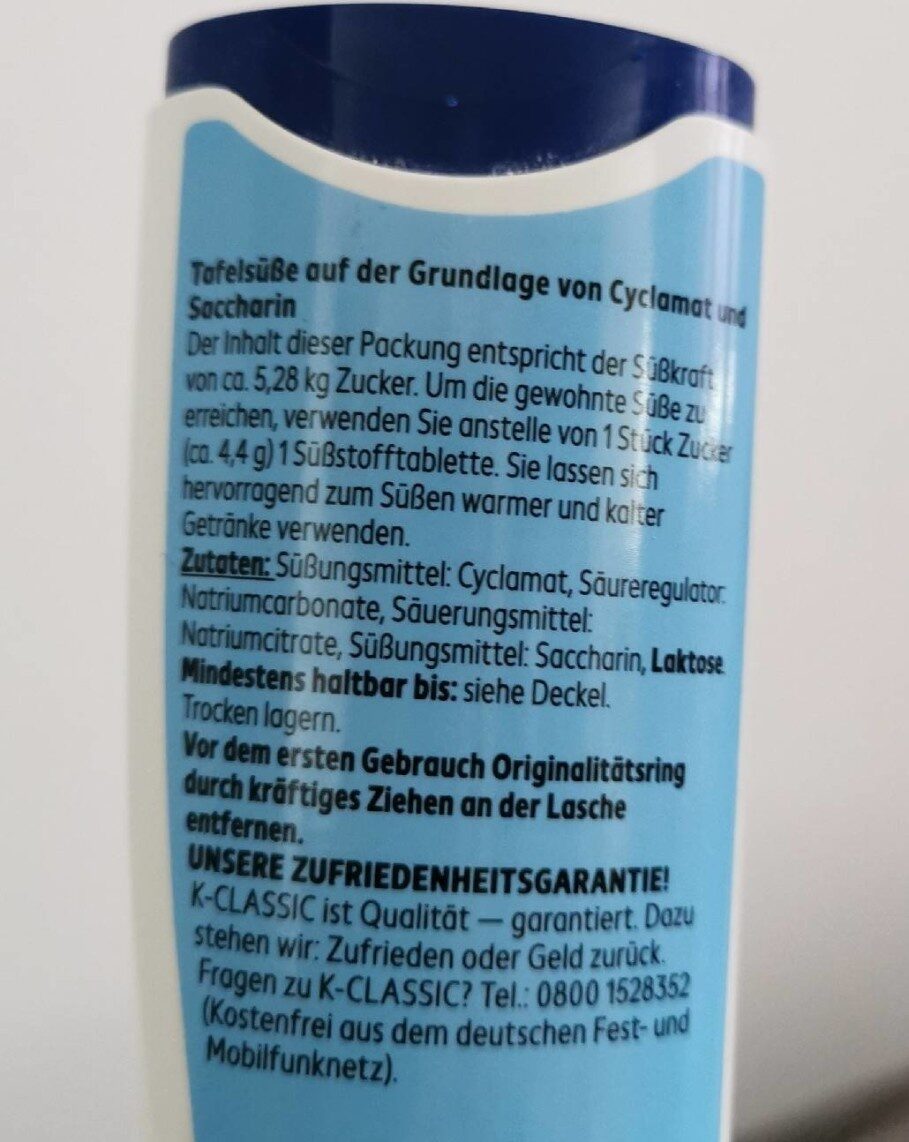 Tafelsüße auf der Grundlage von Cyclamat und
Saccharin
Der Inhalt dieser Packung entspricht der Süßkraft
von ca. 5,28 kg Zucker. Um die gewohnte Süße zu
erreichen, verwenden Sie anstelle von 1 Stück Zucker
(ca. 4,4 g) 1 Süßstofftablette. Sie lassen sich
hervorragend zum Süßen warmer und kalter
Getränke verwenden.
Zutaten: Süßungsmittel: Cyclamat, Säureregulator:
Natriumcarbonate, Säuerungsmittel:
Natriumcitrate, Süßungsmittel: Saccharin, Laktose.
Mindestens haltbar bis: siehe Deckel.
Trocken lagern.
Vor dem ersten Gebrauch Originalitätsring
durch kräftiges Ziehen an der Lasche
entfernen.
UNSERE ZUFRIEDENHEITSGARANTIE!
K-CLASSIC ist Qualität — garantiert. Dazu
stehen wir: Zufrieden oder Geld zurück.
Fragen zu K-CLASSIC? Tel.: 0800 1528352
(Kostenfrei aus dem deutschen Fest- und
Mobilfunknetz).